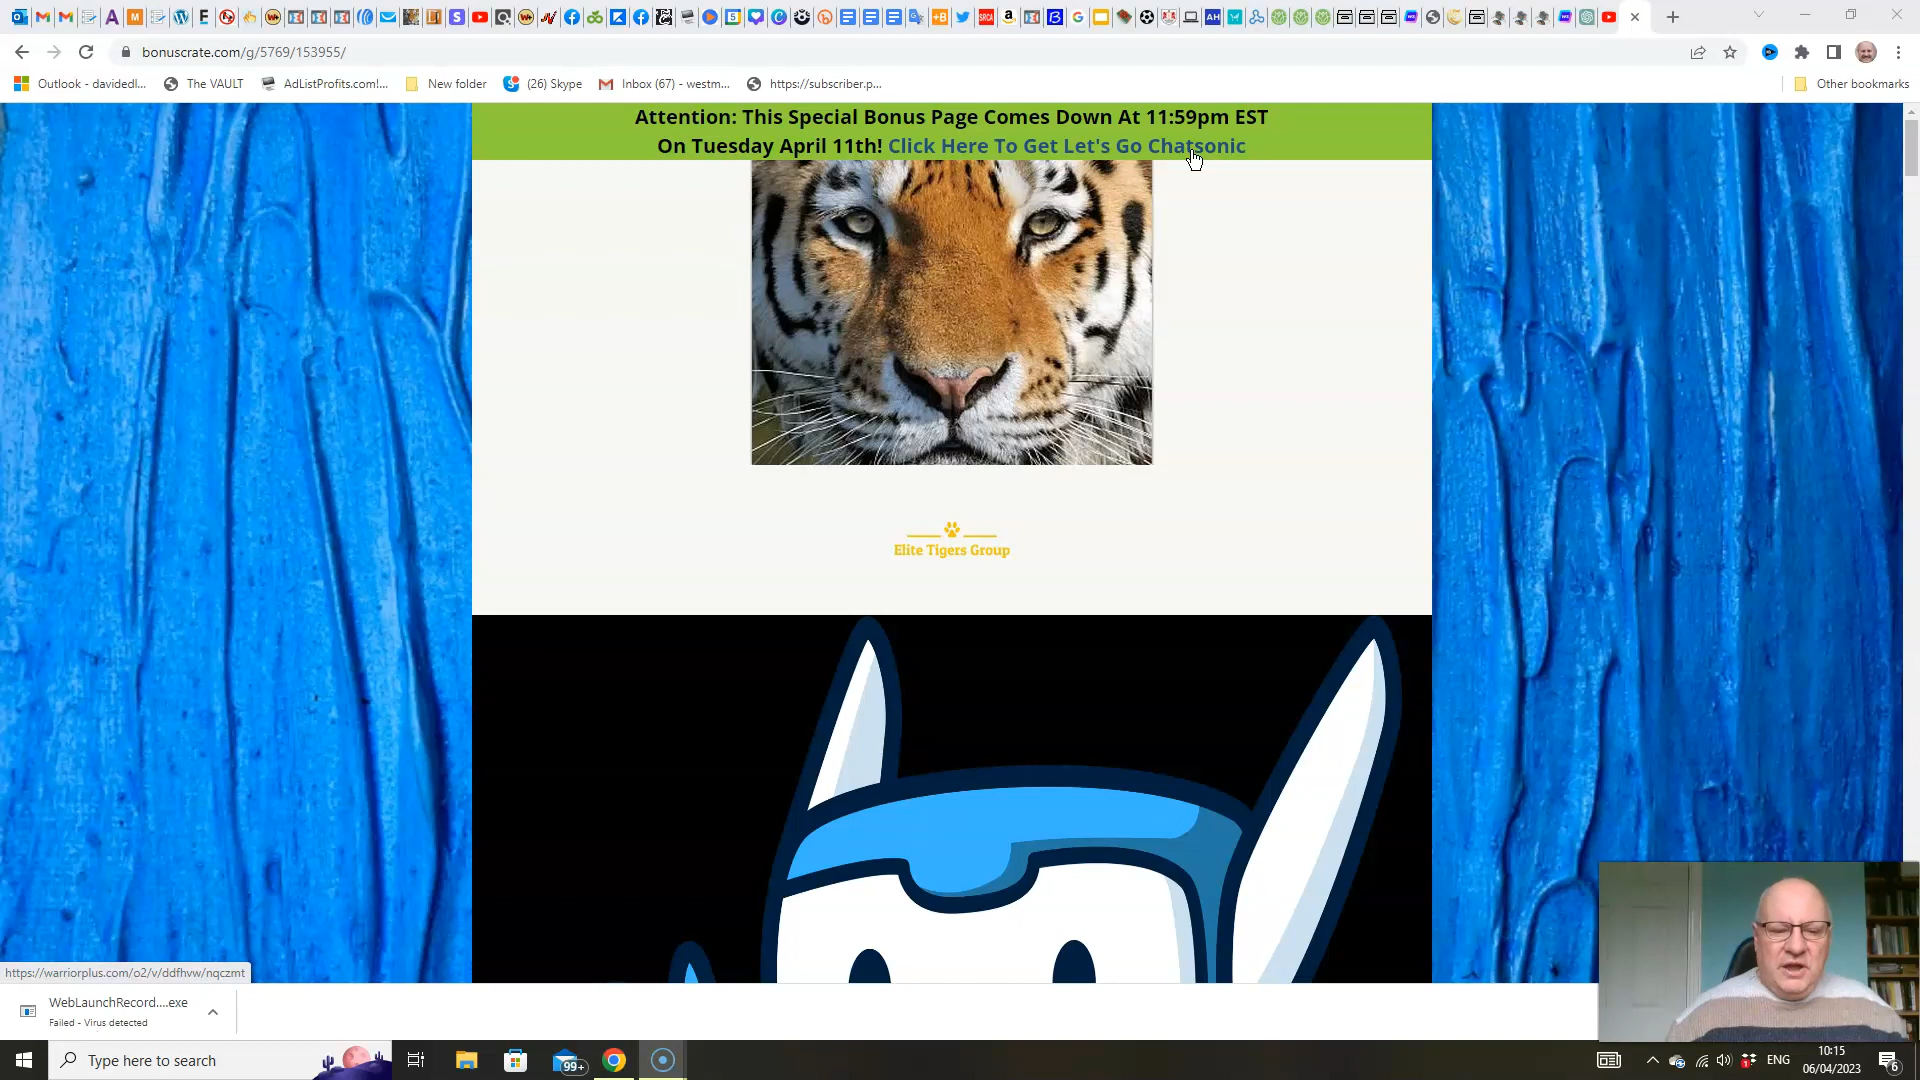 bonuscrate.com/g/5769/153955/
Outlook - davidedl...
The VAULT
AdListProfits.com!...
New folder
(26) Skype
Inbox (67) - westm...
https://subscriber.p...
Other bookmarks
Attention: This Special Bonus Page Comes Down At 11:59pm EST
On Tuesday April 11th! Click Here To Get Let's Go Chatsonic
Elite Tigers Group
https://warriorplus.com/o2/v/ddfhvw/nqczmt
WebLaunchRecord....exe
Failed - Virus detected
Type here to search
99+
ENG
10:15
06/04/2023
6